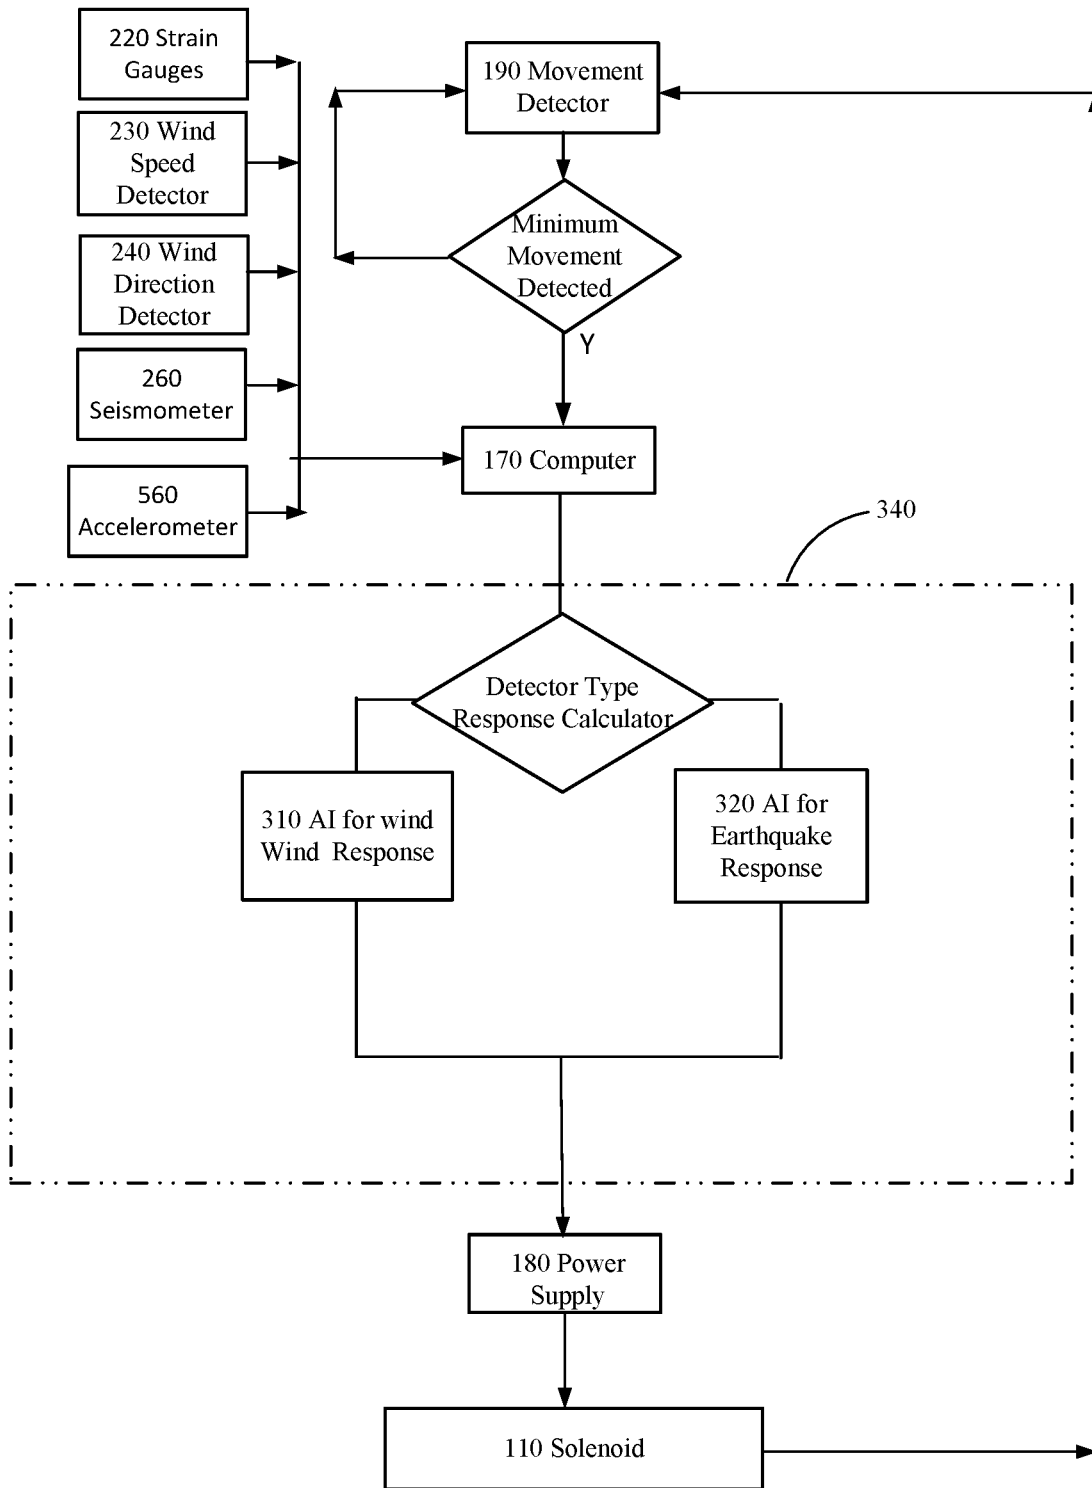 220 Strain
Gauges
230 Wind
Speed
Detector
240 Wind
Direction
Detector
260
Seismometer
560
Accelerometer
190 Movement
Detector
Minimum
Movement
Detected
Y
170 Computer
340
Detector Type
Response Calculator
310 AI for wind
Wind Response
320 AI for
Earthquake
Response
180 Power
Supply
110 Solenoid